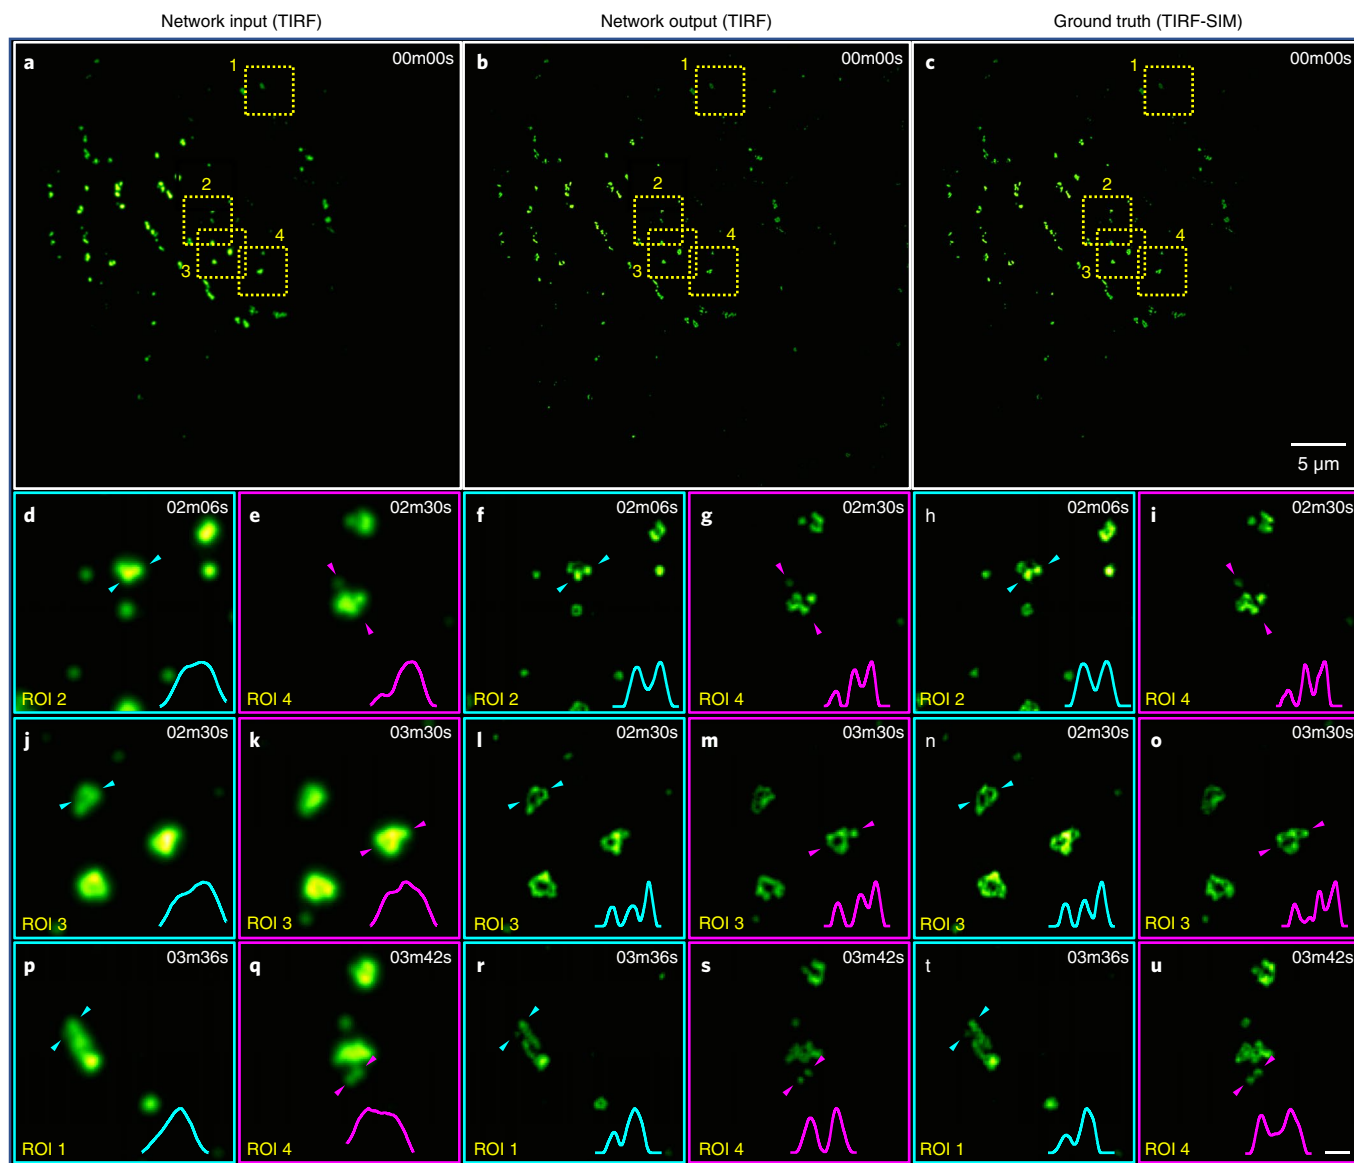 Network input (TIRF) Network output (TIRF) Ground truth (TIRF-SIM)
a 00m00s b 00m00s c 00m00s
1 1 1
2 2 2
4 4 4
3 3 3
5 µm
d 02m06s e 02m30s f 02m06s g 02m30s h 02m06s i 02m30s
ROI 2 ROI 4 ROI 2 ROI 4 ROI 2 ROI 4
j 02m30s k 03m30s l 02m30s m 03m30s n 02m30s o 03m30s
ROI 3 ROI 3 ROI 3 ROI 3 ROI 3 ROI 3
p 03m36s q 03m42s r 03m36s s 03m42s t 03m36s u 03m42s
ROI 1 ROI 4 ROI 1 ROI 4 ROI 1 ROI 4